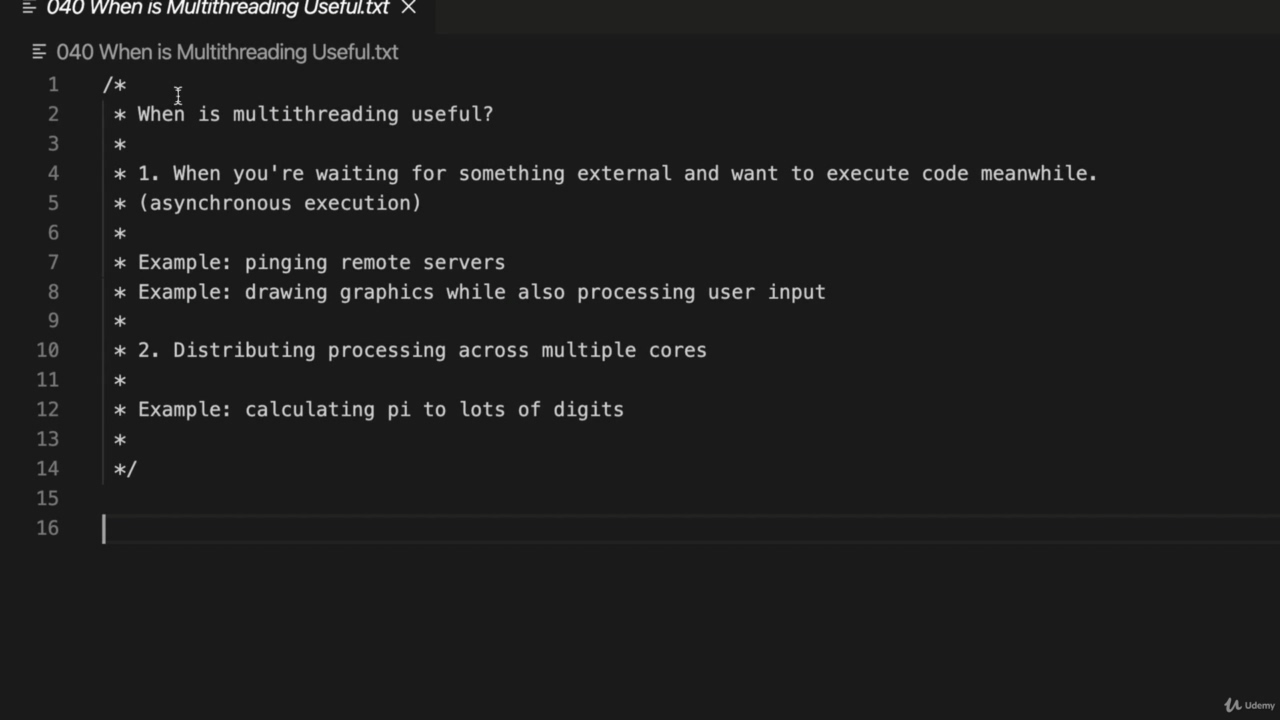 040 When is Multithreading Useful.txt
040 When is Multithreading Useful.txt
1 /*
2 * When is multithreading useful?
3 *
4 * 1. When you're waiting for something external and want to execute code meanwhile.
5 * (asynchronous execution)
6 *
7 * Example: pinging remote servers
8 * Example: drawing graphics while also processing user input
9 *
10 * 2. Distributing processing across multiple cores
11 *
12 * Example: calculating pi to lots of digits
13 *
14 */
15
16
Udemy